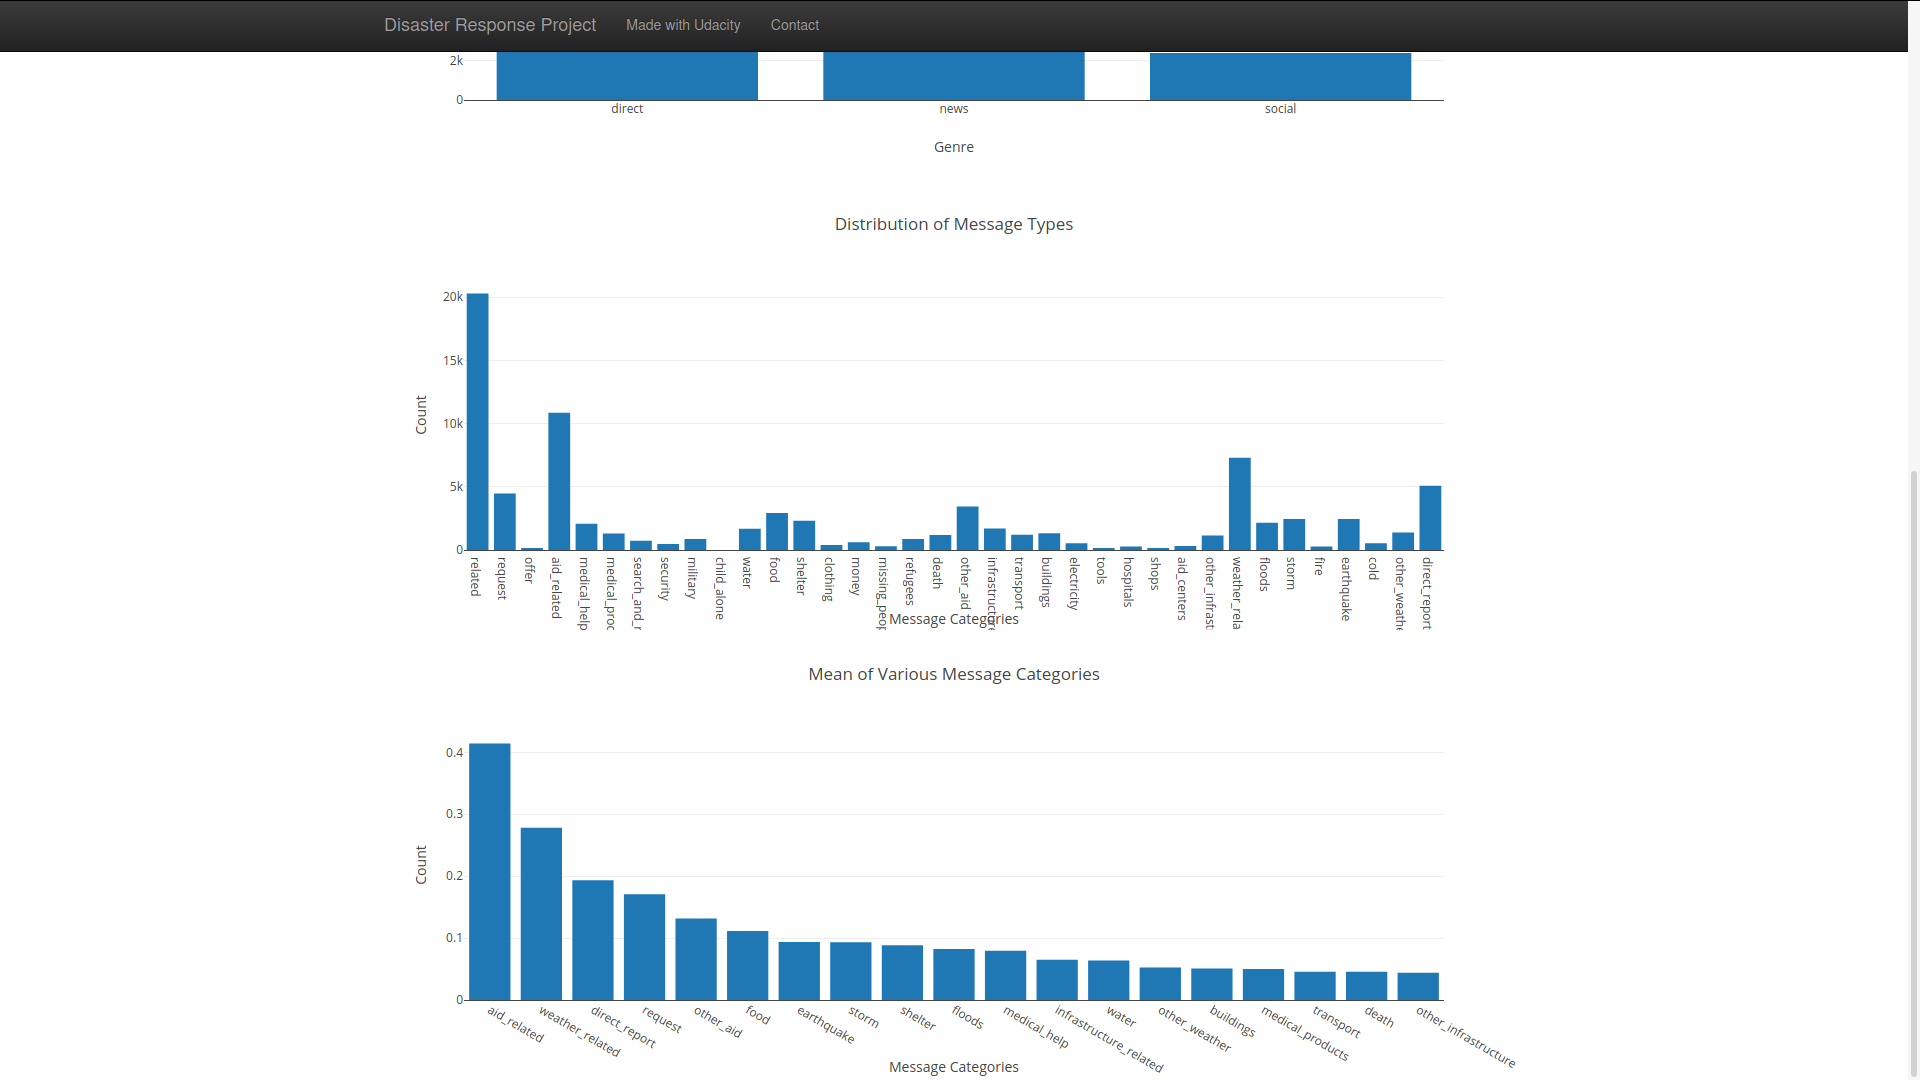 Disaster Response Project Made with Udacity Contact
2k
0
direct news social
Genre
Distribution of Message Types
20k
15k
10k
5k
0
Count
related request offer aid_related medical_help medical_proc search_and_r security military child_alone water food shelter clothing money missing_peop refugees death other_aid infrastructure transport buildings electricity tools hospitals shops aid_centers other_infrast weather_rela floods storm fire earthquake cold other_weathe direct_report
Message Categories
Mean of Various Message Categories
0.4
0.3
0.2
0.1
0
Count
aid_related weather_related direct_report request other_aid food earthquake storm shelter floods medical_help infrastructure_related water other_weather buildings medical_products transport death other_infrastructure
Message Categories